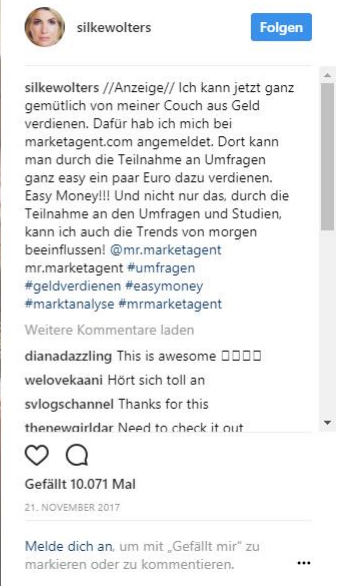 silkewolters
Folgen
silkewolters //Anzeige// Ich kann jetzt ganz
gemütlich von meiner Couch aus Geld
verdienen. Dafür hab ich mich bei
marketagent.com angemeldet. Dort kann
man durch die Teilnahme an Umfragen
ganz easy ein paar Euro dazu verdienen.
Easy Money!!! Und nicht nur das, durch die
Teilnahme an den Umfragen und Studien,
kann ich auch die Trends von morgen
beeinflussen! @mr.marketagent
mr.marketagent #umfragen
#geldverdienen #easymoney
#marktanalyse #mrmarketagent
Weitere Kommentare laden
dianadazzling This is awesome
welovekaani Hört sich toll an
svlogschannel Thanks for this
thenewgirldar Need to check it out
Gefällt 10.071 Mal
21. NOVEMBER 2017
Melde dich an, um mit „Gefällt mir“ zu
markieren oder zu kommentieren.